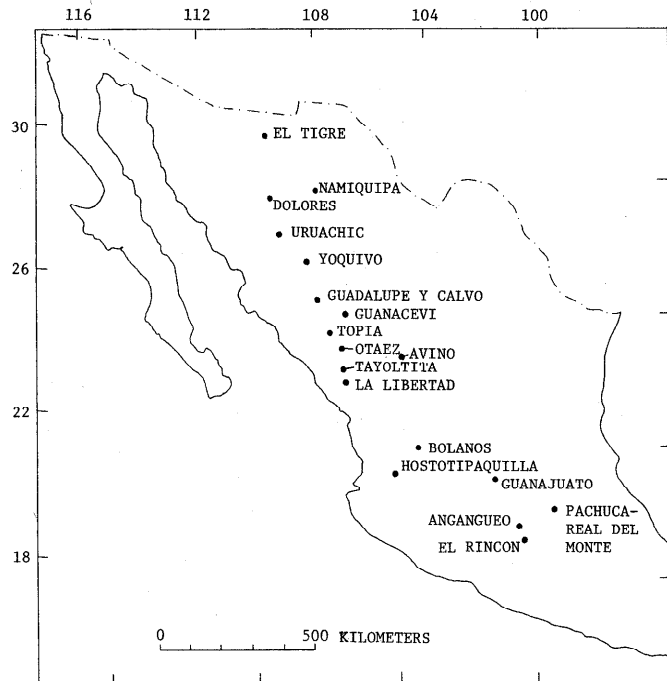 116 112 108 104 100
30
EL TIGRE
NAMIQUIPA
DOLORES
URUACHIC
26
YOQUIVO
GUADALUPE Y CALVO
GUANACEVI
TOPIA
OTAEZ
AVINO
TAYOLTITA
LA LIBERTAD
22
BOLANOS
HOSTOTIPAQUILLA
GUANAJUATO
ANGANGUEO
PACHUCA-
REAL DEL
MONTE
EL RINCON
18
0 500 KILOMETERS